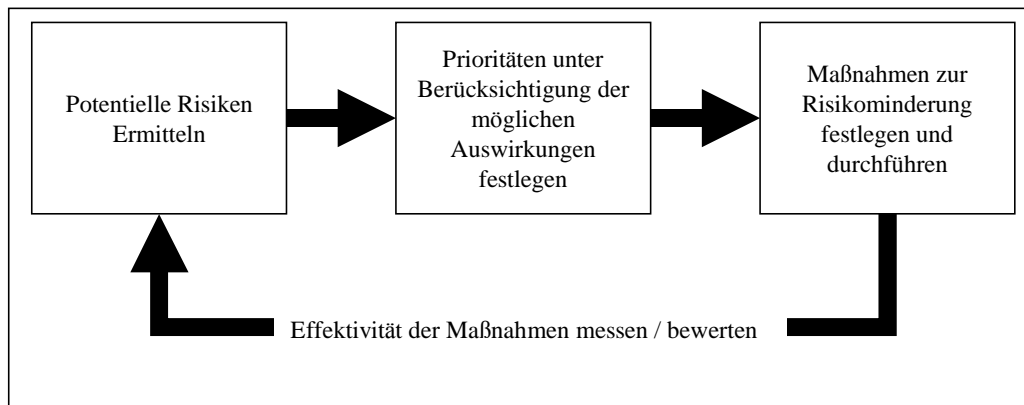 Potentielle Risiken
Ermitteln
Prioritäten unter
Berücksichtigung der
möglichen
Auswirkungen
festlegen
Maßnahmen zur
Risikominderung
festlegen und
durchführen
Effektivität der Maßnahmen messen / bewerten